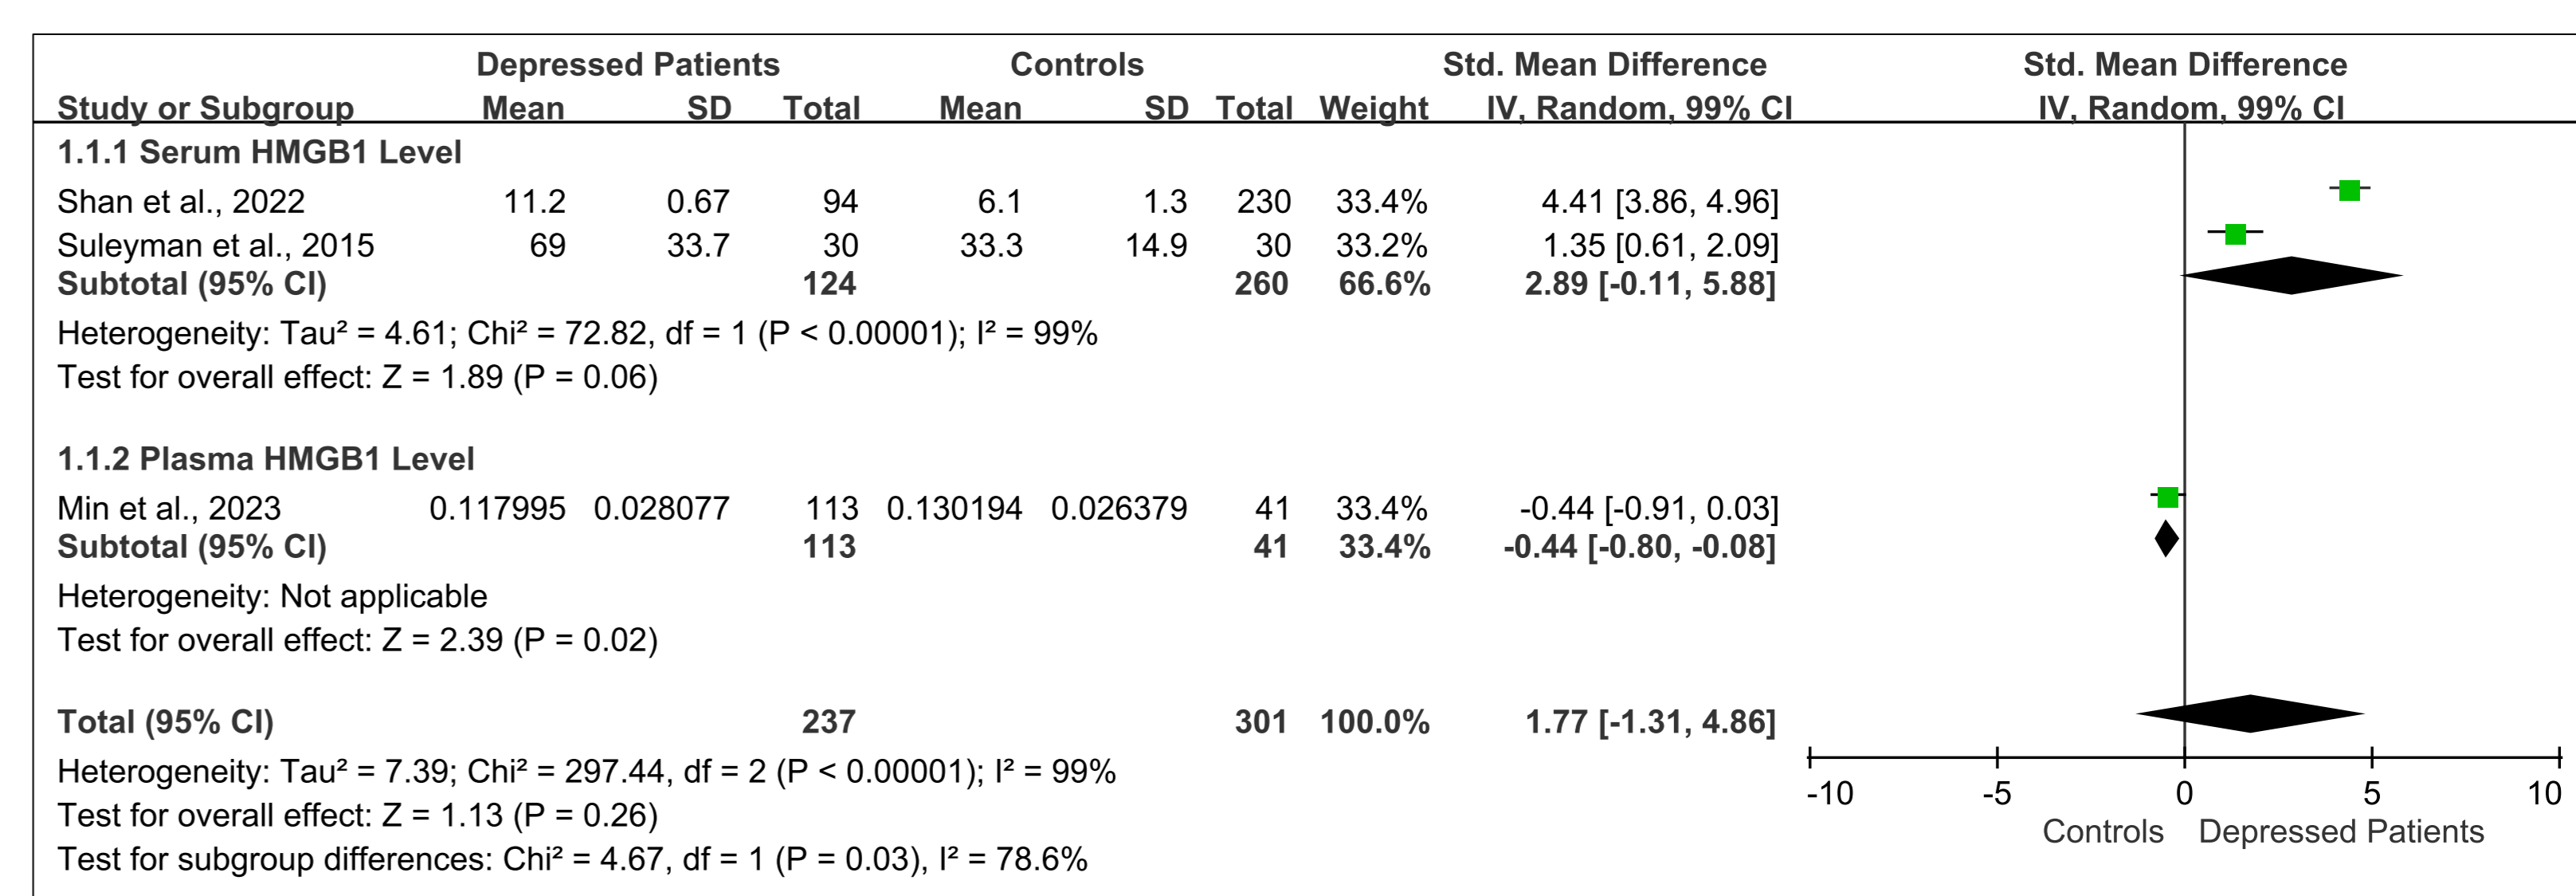 Depressed Patients Controls Std. Mean Difference Std. Mean Difference
Study or Subgroup Mean SD Total Mean SD Total Weight IV, Random, 99% CI IV, Random, 99% CI
1.1.1 Serum HMGB1 Level
Shan et al., 2022 11.2 0.67 94 6.1 1.3 230 33.4% 4.41 [3.86, 4.96]
Suleyman et al., 2015 69 33.7 30 33.3 14.9 30 33.2% 1.35 [0.61, 2.09]
Subtotal (95% CI) 124 260 66.6% 2.89 [-0.11, 5.88]
Heterogeneity: Tau² = 4.61; Chi² = 72.82, df = 1 (P < 0.00001); I² = 99%
Test for overall effect: Z = 1.89 (P = 0.06)
1.1.2 Plasma HMGB1 Level
Min et al., 2023 0.117995 0.028077 113 0.130194 0.026379 41 33.4% -0.44 [-0.91, 0.03]
Subtotal (95% CI) 113 41 33.4% -0.44 [-0.80, -0.08]
Heterogeneity: Not applicable
Test for overall effect: Z = 2.39 (P = 0.02)
Total (95% CI) 237 301 100.0% 1.77 [-1.31, 4.86]
Heterogeneity: Tau² = 7.39; Chi² = 297.44, df = 2 (P < 0.00001); I² = 99%
Test for overall effect: Z = 1.13 (P = 0.26)
Test for subgroup differences: Chi² = 4.67, df = 1 (P = 0.03), I² = 78.6%
-10 -5 0 5 10
Controls Depressed Patients